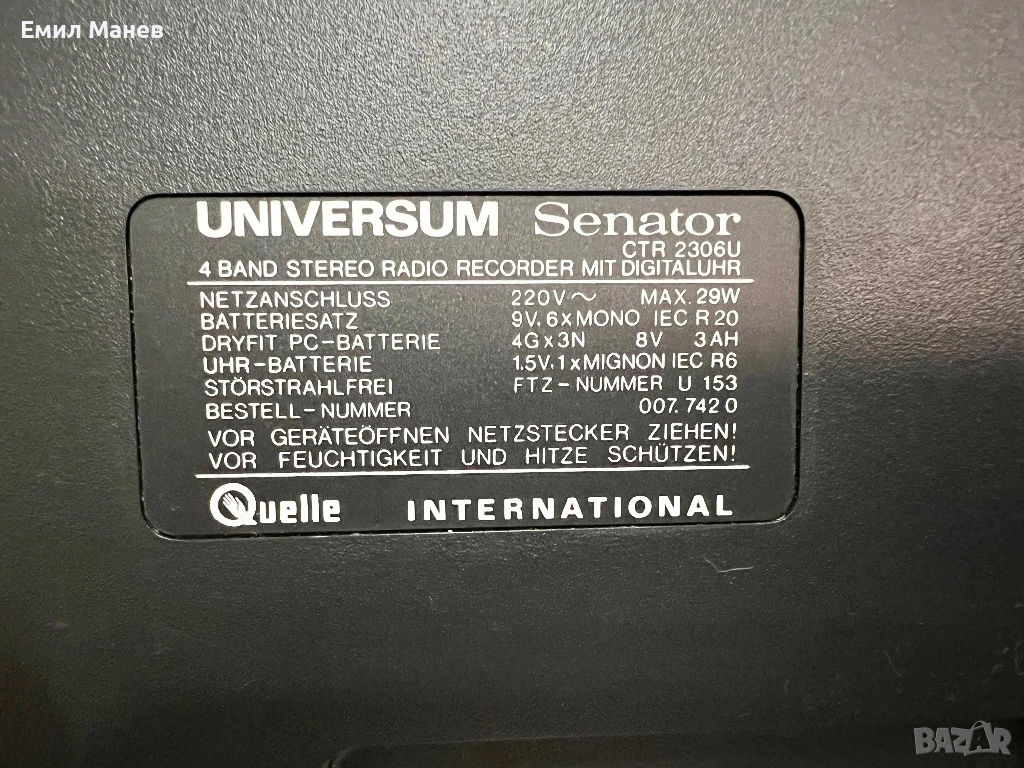 Емил Манев
UNIVERSUM Senator
CTR 2306U
4 BAND STEREO RADIO RECORDER MIT DIGITALUHR
NETZANSCHLUSS 220V~ MAX. 29W
BATTERIESATZ 9V, 6xMONO IEC R 20
DRYFIT PC-BATTERIE 4Gx3N 8V 3AH
UHR-BATTERIE 1.5V, 1xMIGNON IEC R6
STÖRSTRAHLFREI FTZ-NUMMER U 153
BESTELL-NUMMER 007.742 0
VOR GERÄTEÖFFNEN NETZSTECKER ZIEHEN!
VOR FEUCHTIGKEIT UND HITZE SCHÜTZEN!
Quelle INTERNATIONAL
BAZAR